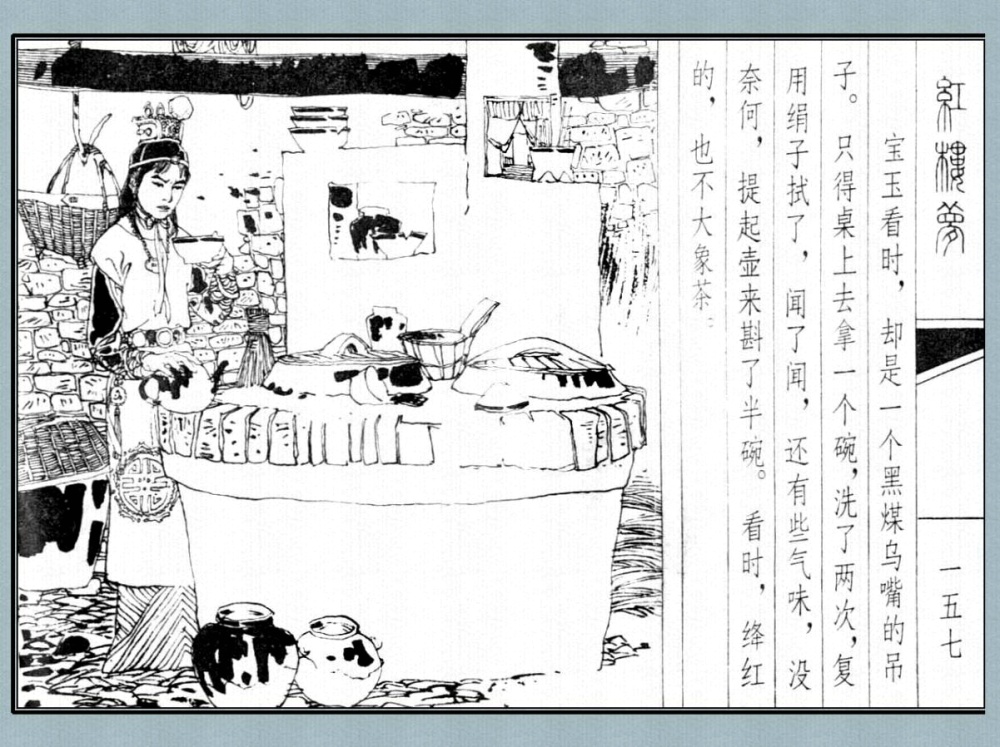 红楼梦
一五七
宝玉看时，却是一个黑煤乌嘴的吊
子。只得桌上去拿一个碗，洗了两次，复
用绢子拭了，闻了闻，还有些气味，没
奈何，提起壶来斟了半碗。看时，绛红
的，也不大象茶。